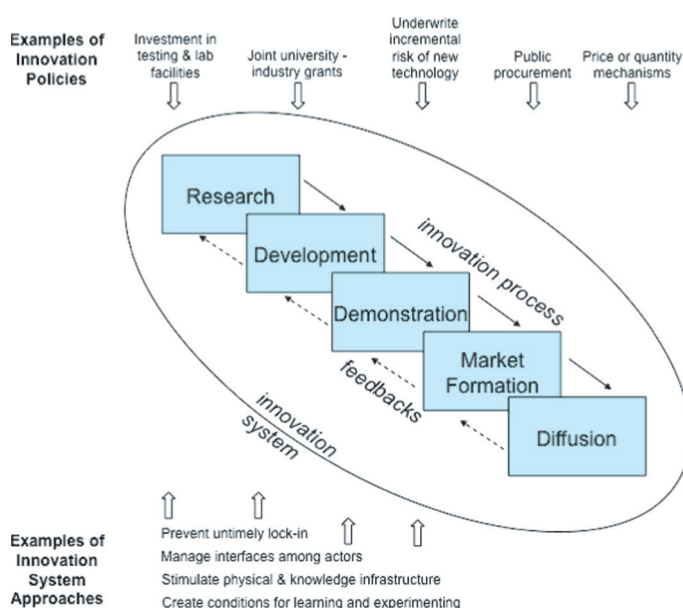 Examples of
Innovation
Policies
Investment in
testing & lab
facilities
Joint university -
industry grants
Underwrite
incremental
risk of new
technology
Public
procurement
Price or quantity
mechanisms
Research
Development
Demonstration
Market
Formation
Diffusion
innovation process
feedbacks
innovation
system
Examples of
Innovation
System
Approaches
Prevent untimely lock-in
Manage interfaces among actors
Stimulate physical & knowledge infrastructure
Create conditions for learning and experimenting